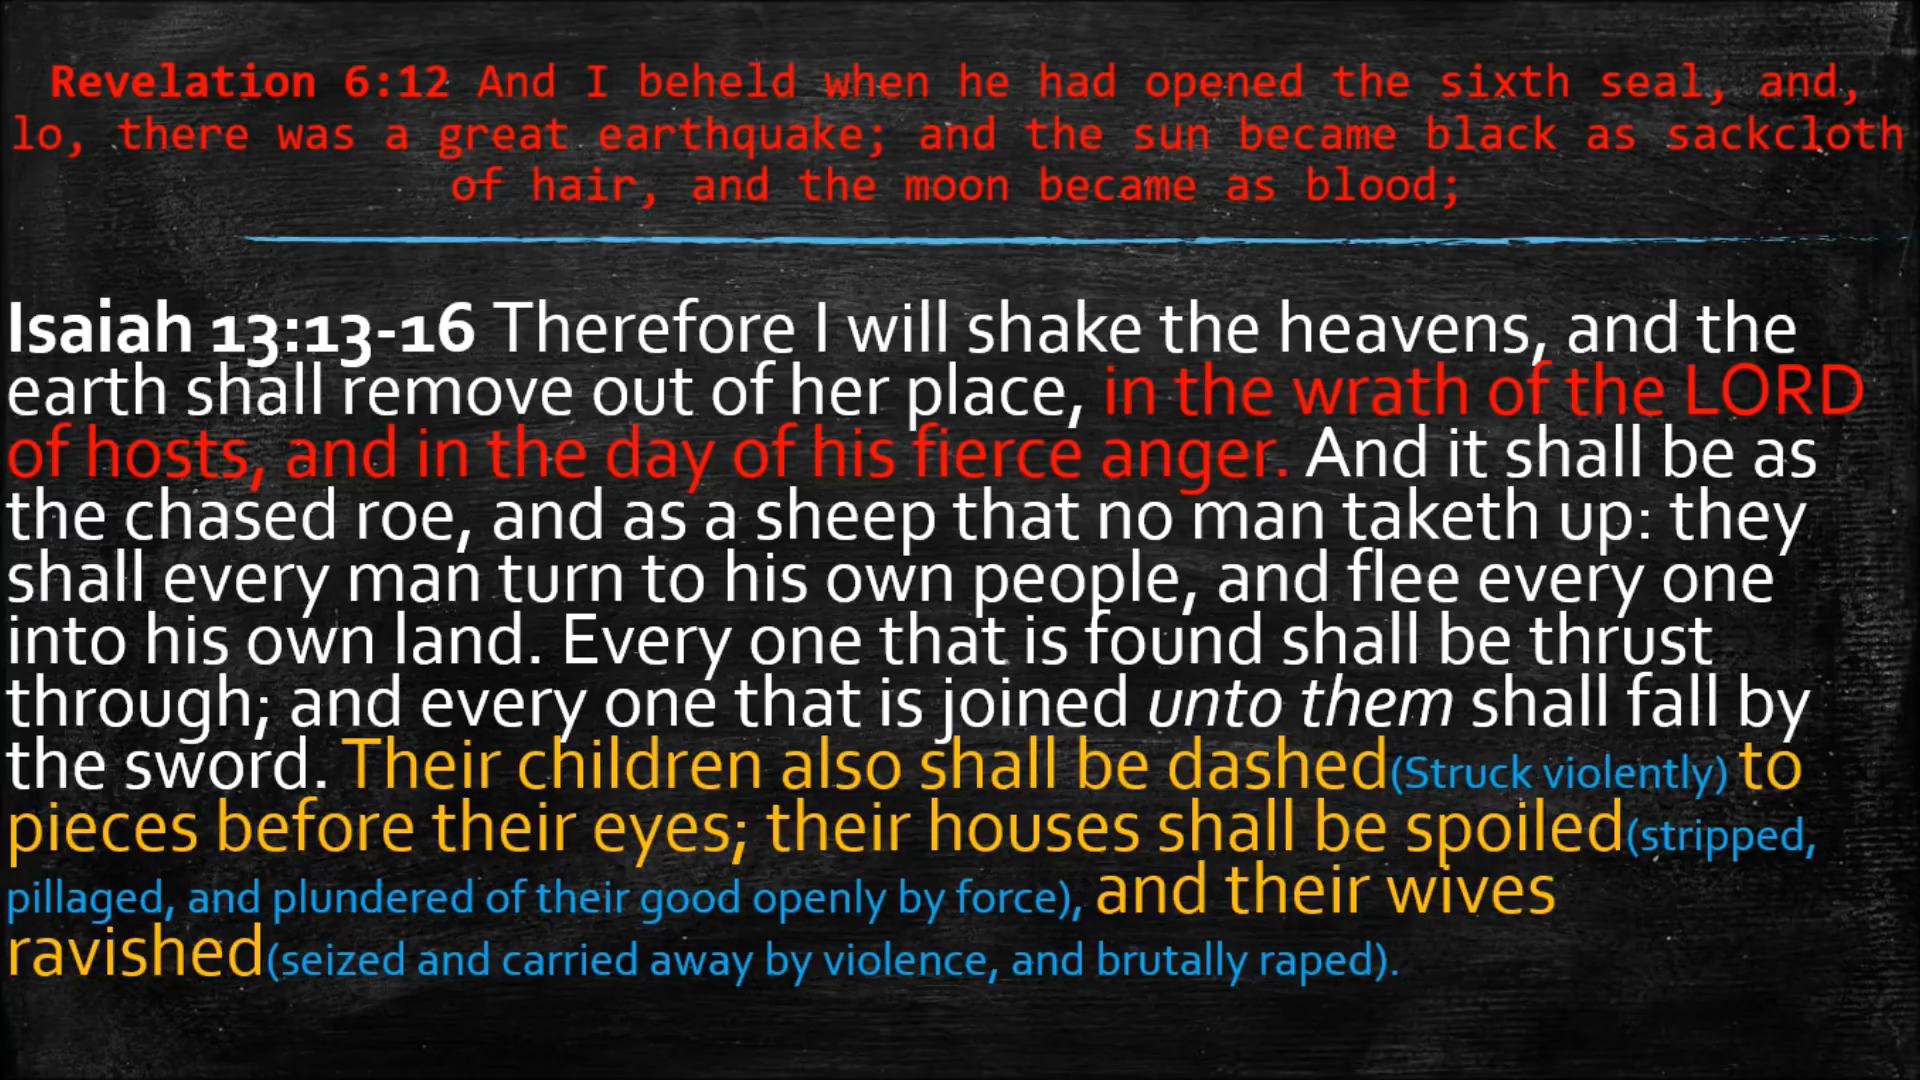 Revelation 6:12 And I beheld when he had opened the sixth seal, and,
lo, there was a great earthquake; and the sun became black as sackcloth
of hair, and the moon became as blood;
Isaiah 13:13-16 Therefore I will shake the heavens, and the
earth shall remove out of her place, in the wrath of the LORD
of hosts, and in the day of his fierce anger. And it shall be as
the chased roe, and as a sheep that no man taketh up: they
shall every man turn to his own people, and flee every one
into his own land. Every one that is found shall be thrust
through; and every one that is joined unto them shall fall by
the sword. Their children also shall be dashed(Struck violently) to
pieces before their eyes; their houses shall be spoiled(stripped,
pillaged, and plundered of their good openly by force), and their wives
ravished(seized and carried away by violence, and brutally raped).